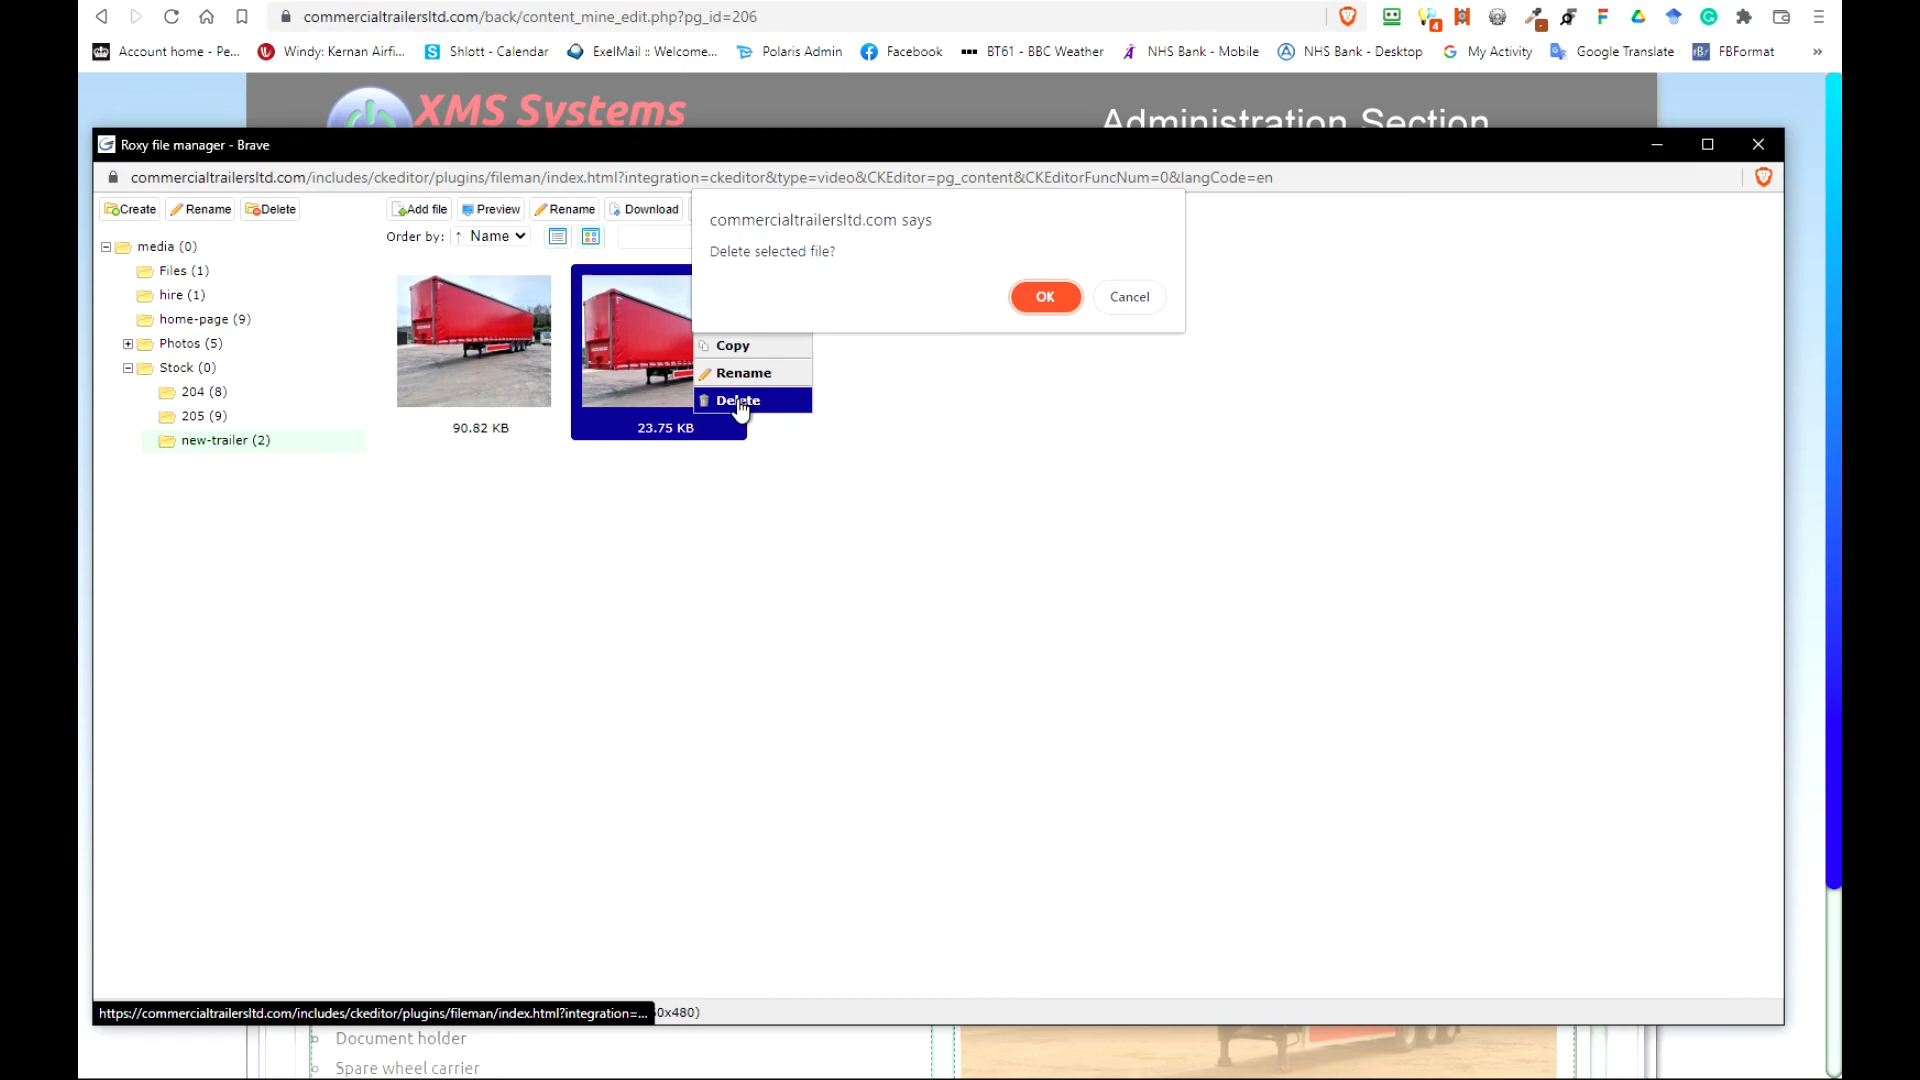 commercialtrailersltd.com/back/content_mine_edit.php?pg_id=206
4
Account home - Pe... Windy: Kernan Airfi... Shlott - Calendar ExelMail :: Welcome... Polaris Admin Facebook BT61 - BBC Weather NHS Bank - Mobile NHS Bank - Desktop My Activity Google Translate FBFormat »
XMS Systems
Administration Section
Roxy file manager - Brave
commercialtrailersltd.com/includes/ckeditor/plugins/fileman/index.html?integration=ckeditor&type=video&CKEditor=pg_content&CKEditorFuncNum=0&langCode=en
Create Rename Delete Add file Preview Rename Download
Order by: ↑ Name
commercialtrailersltd.com says
Delete selected file?
OK Cancel
media (0)
Files (1)
hire (1)
home-page (9)
Photos (5)
Stock (0)
204 (8)
205 (9)
new-trailer (2)
90.82 KB
23.75 KB
Copy
Rename
Delete
https://commercialtrailersltd.com/includes/ckeditor/plugins/fileman/index.html?integration=... 0x480)
Document holder
Spare wheel carrier